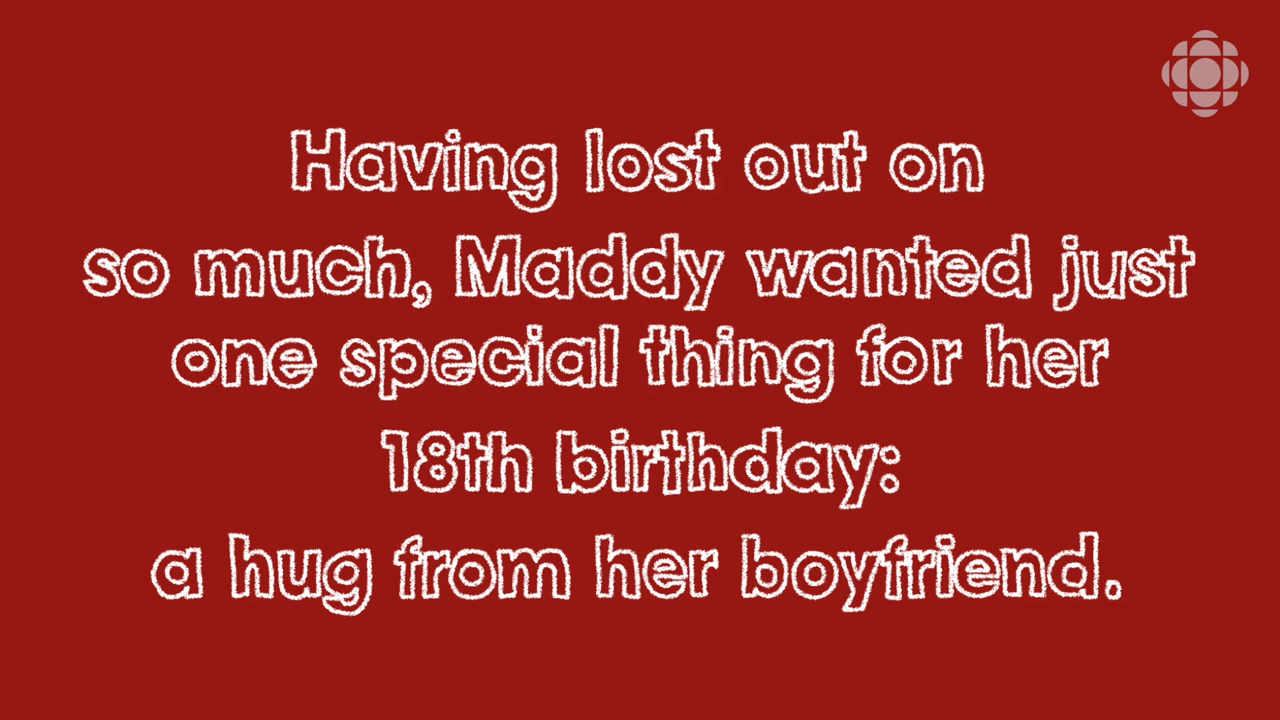 Having lost out on
so much, Maddy wanted just
one special thing for her
18th birthday:
a hug from her boyfriend.